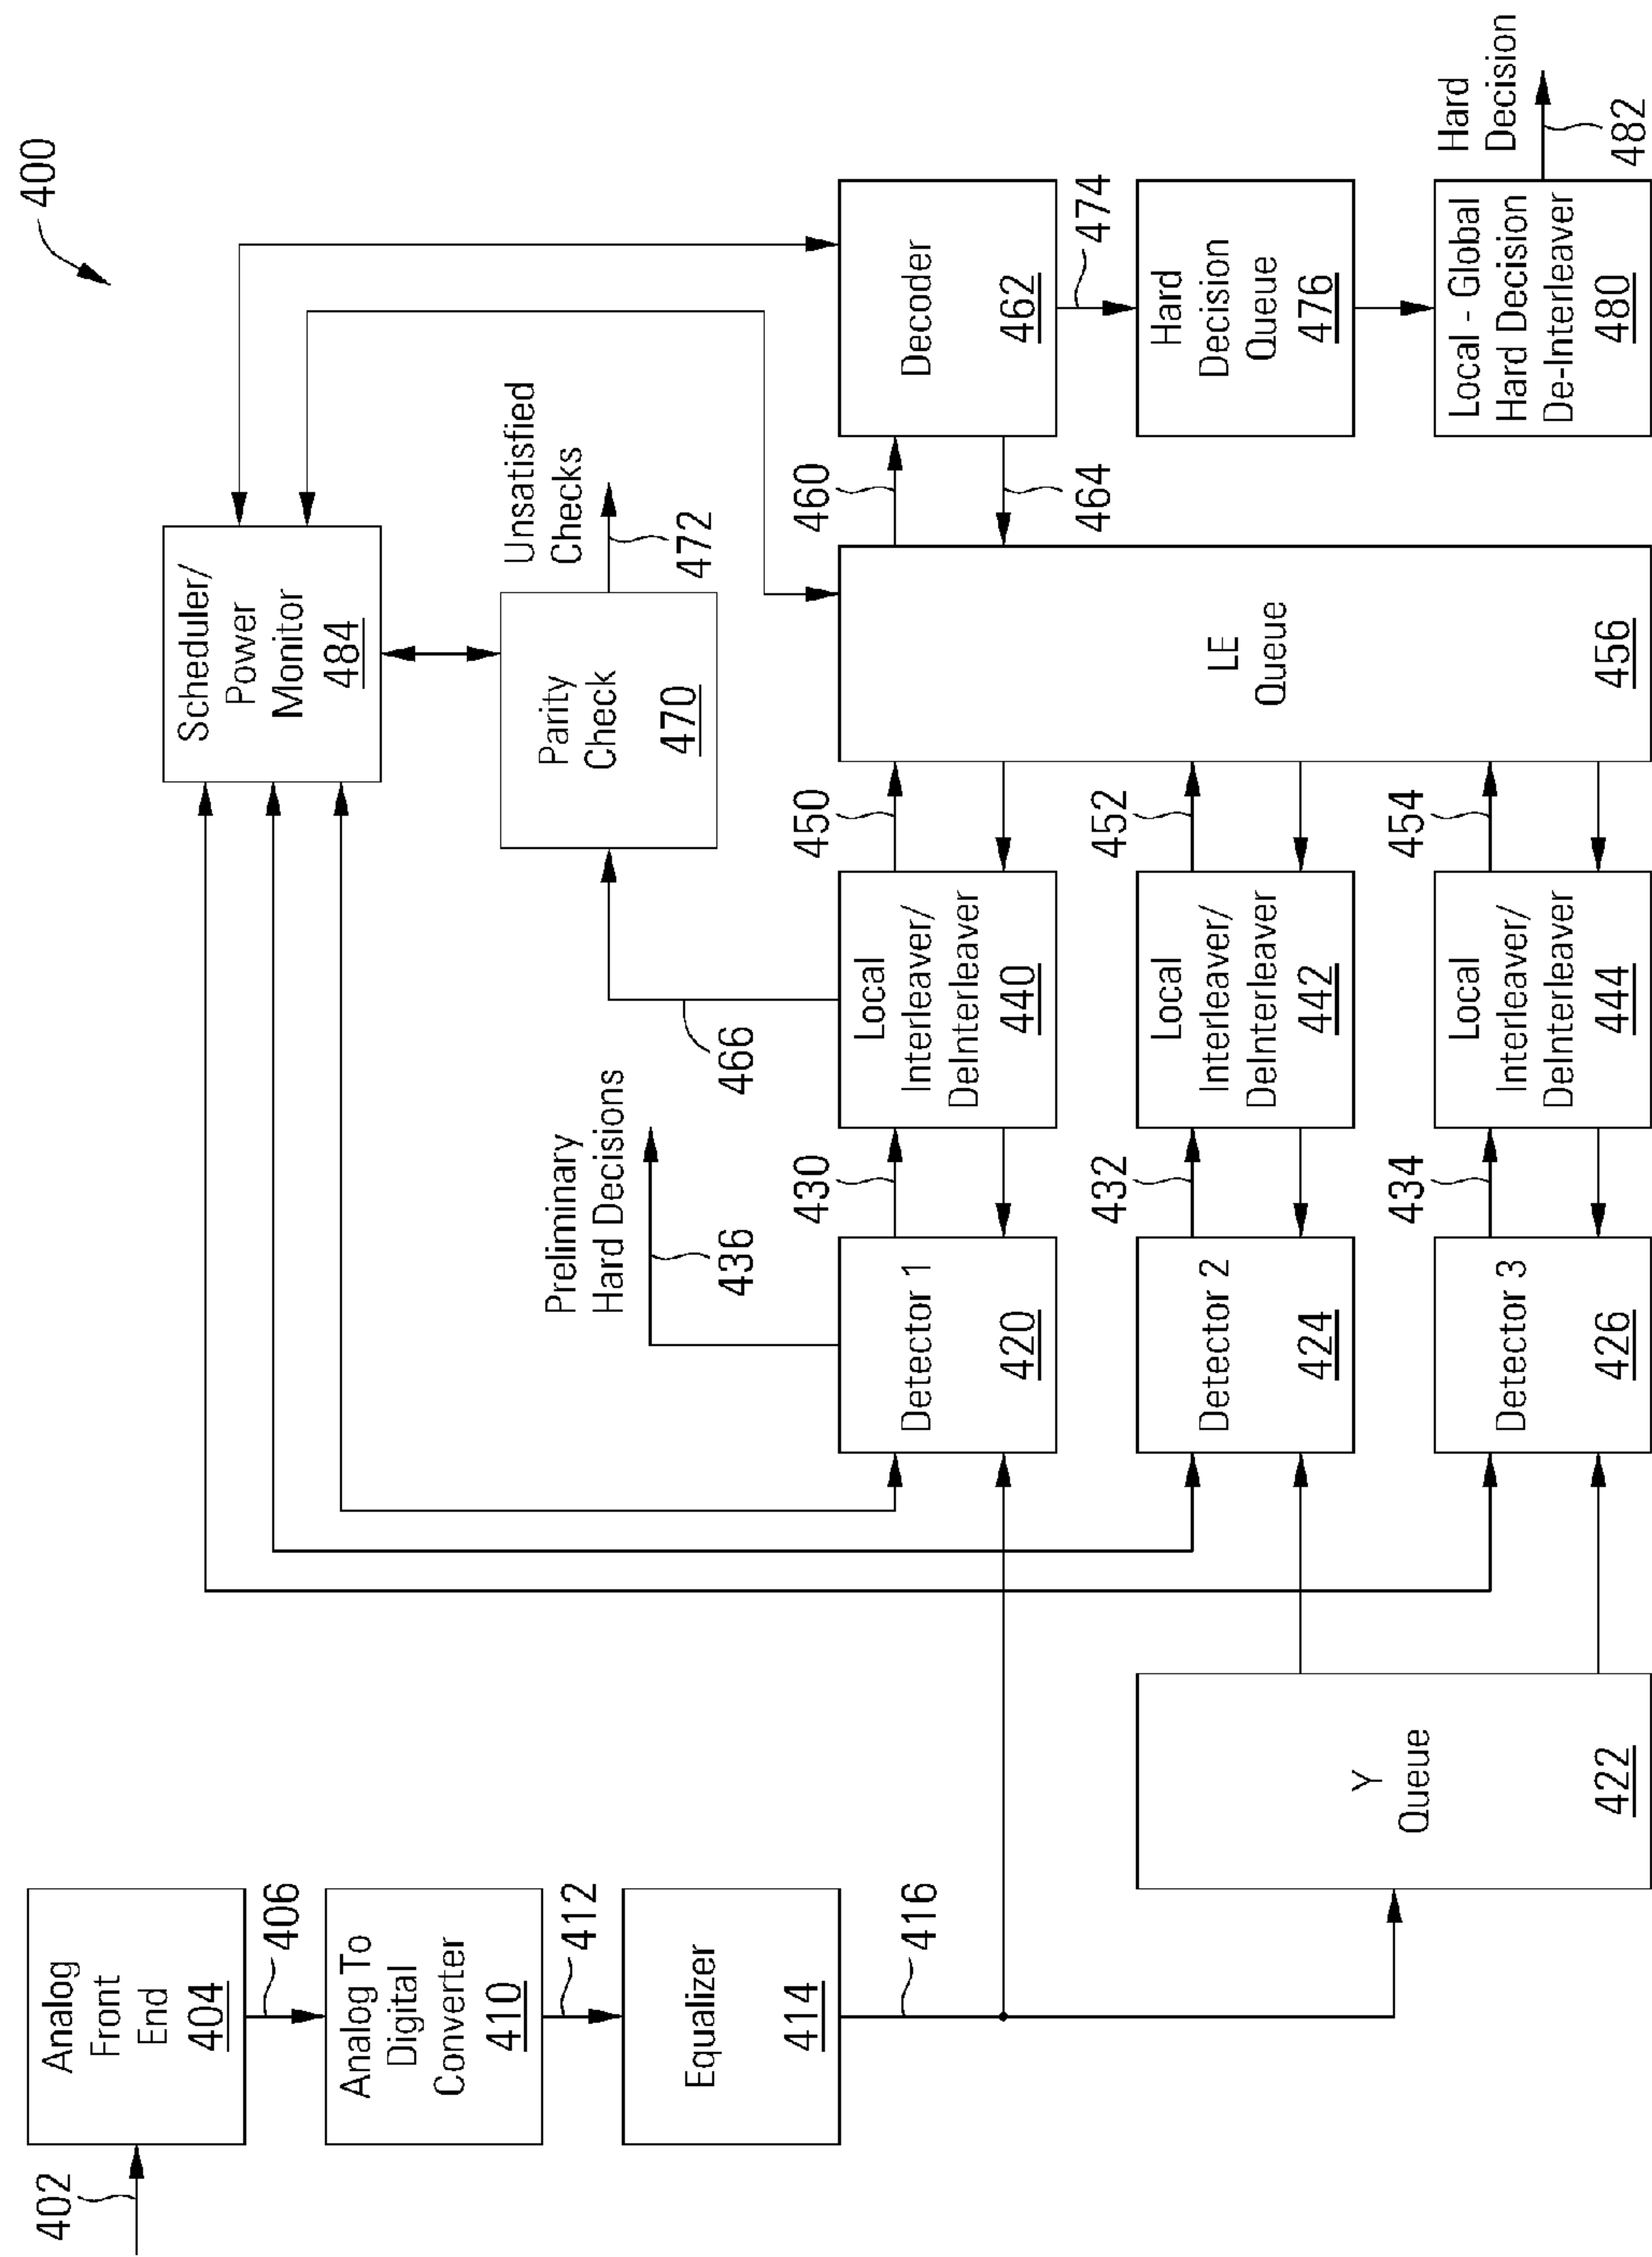 400
402
Analog
Front
End
404
406
Analog To
Digital
Converter
410
412
Equalizer
414
416
Y
Queue
422
Scheduler/
Power
Monitor
484
Preliminary
Hard Decisions
436
Parity
Check
470
Unsatisfied
Checks
472
466
Detector 1
420
430
Local
Interleaver/
DeInterleaver
440
450
Detector 2
424
432
Local
Interleaver/
DeInterleaver
442
452
Detector 3
426
434
Local
Interleaver/
DeInterleaver
444
454
LE
Queue
456
460
464
Decoder
462
474
Hard
Decision
Queue
476
Local - Global
Hard Decision
De-Interleaver
480
Hard
Decision
482